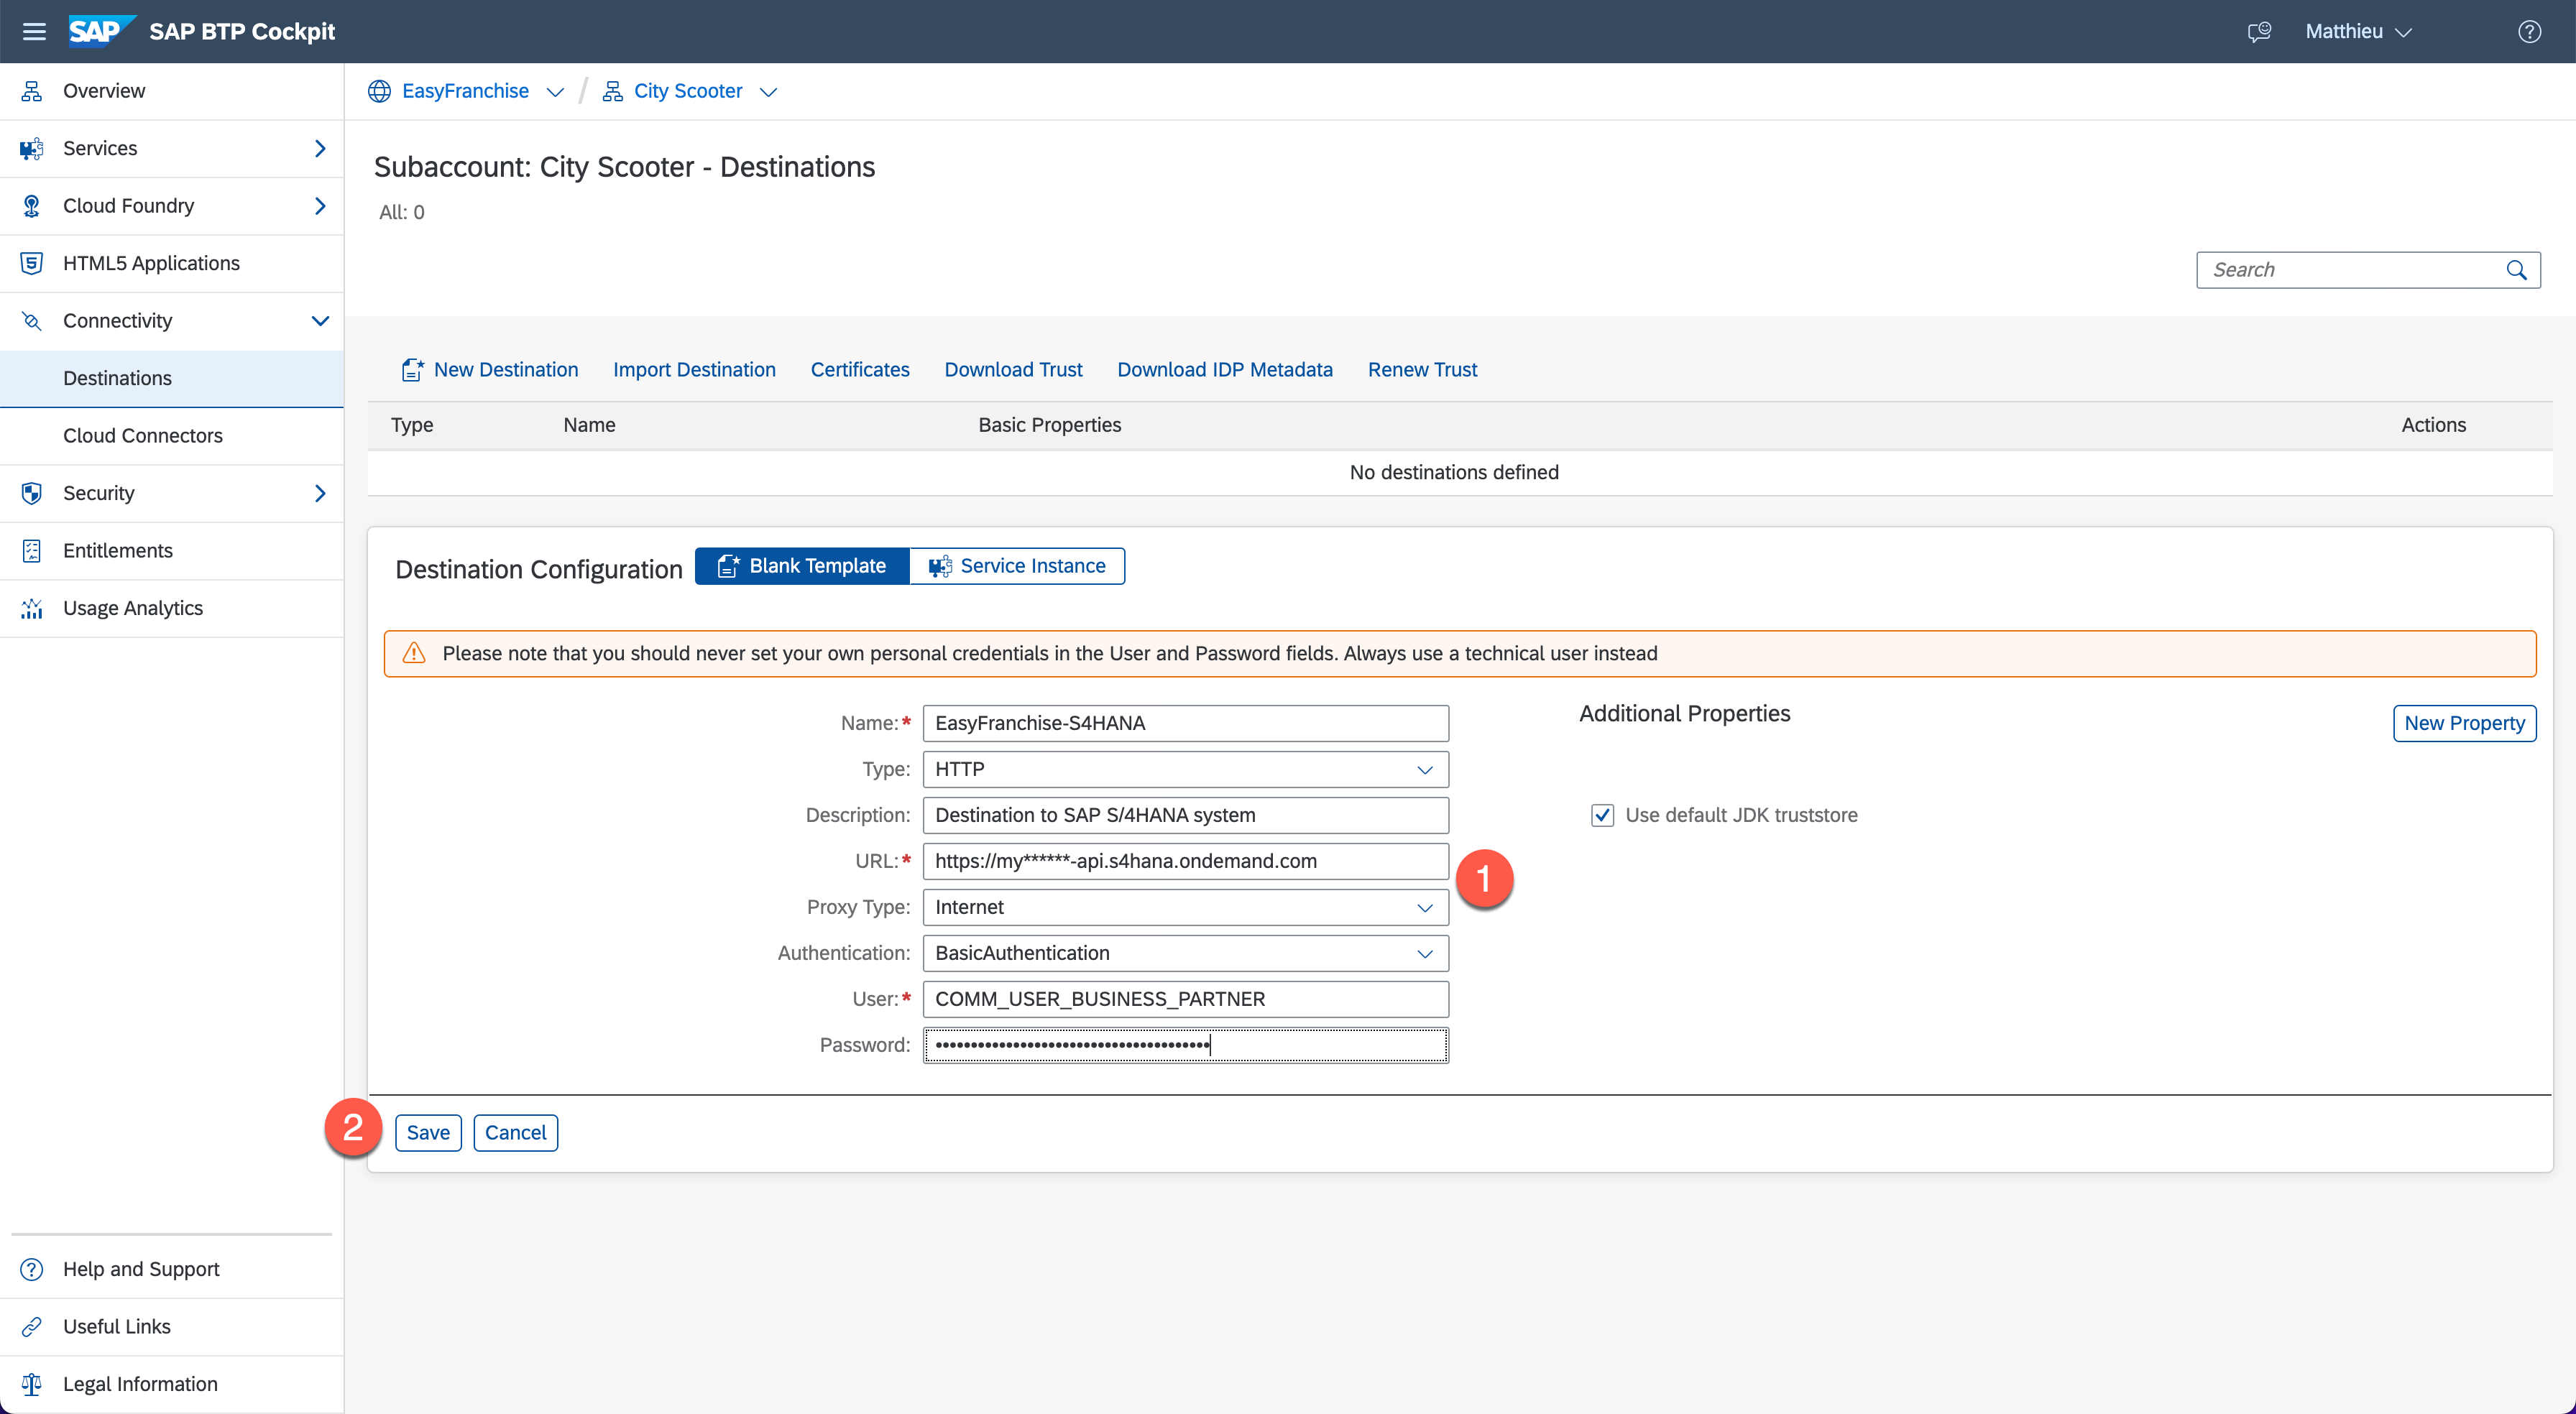 SAP SAP BTP Cockpit
Matthieu
Overview
Services
Cloud Foundry
HTML5 Applications
Connectivity
Destinations
Cloud Connectors
Security
Entitlements
Usage Analytics
Help and Support
Useful Links
Legal Information
EasyFranchise / City Scooter
Subaccount: City Scooter - Destinations
All: 0
Search
New Destination Import Destination Certificates Download Trust Download IDP Metadata Renew Trust
Type Name Basic Properties Actions
No destinations defined
Destination Configuration Blank Template Service Instance
Please note that you should never set your own personal credentials in the User and Password fields. Always use a technical user instead
Name:* EasyFranchise-S4HANA
Type: HTTP
Description: Destination to SAP S/4HANA system
URL:* https://my******-api.s4hana.ondemand.com
1
Proxy Type: Internet
Authentication: BasicAuthentication
User:* COMM_USER_BUSINESS_PARTNER
Password: •••••••••••••••••••••••••••••••••••••••
Additional Properties New Property
Use default JDK truststore
2
Save Cancel